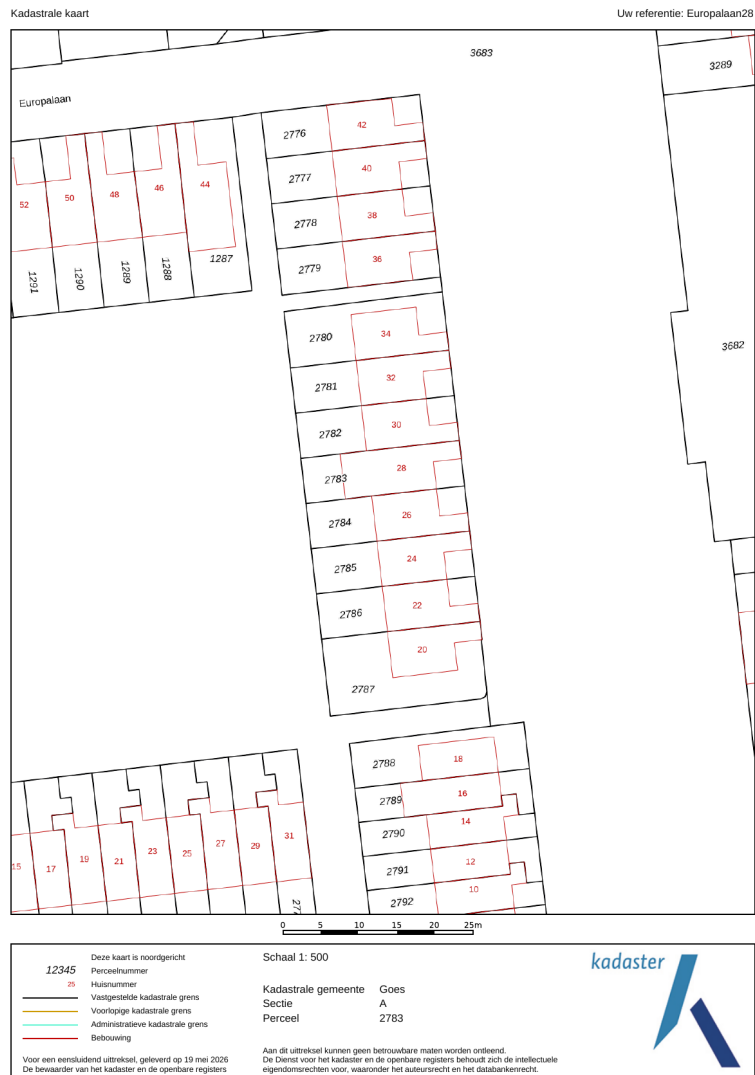 Kadastrale kaart
Uw referentie: Europalaan28
3683
3289
Europalaan
2776
42
2777
40
2778
38
2779
36
52
50
48
46
44
1291
1290
1289
1288
1287
2780
34
2781
32
2782
30
2783
28
2784
26
2785
24
2786
22
20
2787
3682
2788
18
2789
16
2790
14
2791
12
2792
10
15
17
19
21
23
25
27
29
31
0 5 10 15 20 25m
Deze kaart is noordgericht
12345 Perceelnummer
25 Huisnummer
Vastgestelde kadastrale grens
Voorlopige kadastrale grens
Administratieve kadastrale grens
Bebouwing
Voor een eensluidend uittreksel, geleverd op 19 mei 2026
De bewaarder van het kadaster en de openbare registers
Schaal 1: 500
Kadastrale gemeente Goes
Sectie A
Perceel 2783
Aan dit uittreksel kunnen geen betrouwbare maten worden ontleend.
De Dienst voor het kadaster en de openbare registers behoudt zich de intellectuele
eigendomsrechten voor, waaronder het auteursrecht en het databankenrecht.
kadaster